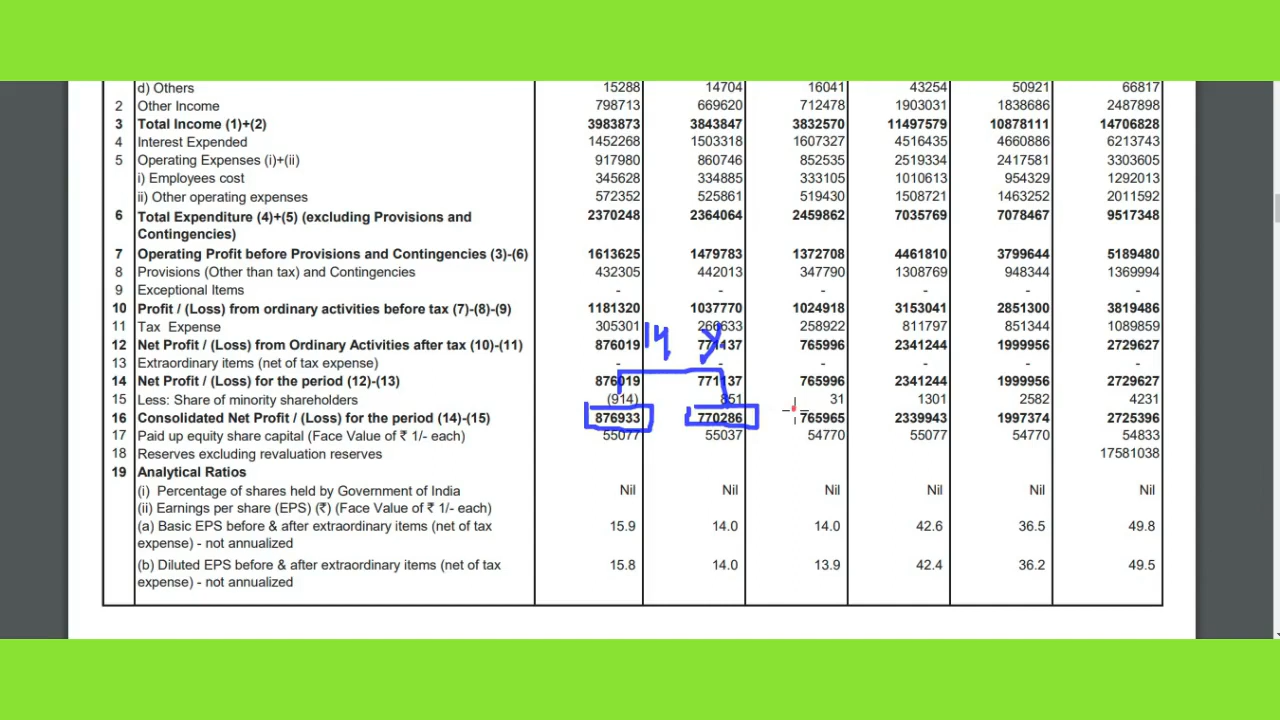 d) Others 15288 14704 16041 43254 50921 66817
2 Other Income 798713 669620 712478 1903031 1838686 2487898
3 Total Income (1)+(2) 3983873 3843847 3832570 11497579 10878111 14706828
4 Interest Expended 1452268 1503318 1607327 4516435 4660886 6213743
5 Operating Expenses (i)+(ii) 917980 860746 852535 2519334 2417581 3303605
i) Employees cost 345628 334885 333105 1010613 954329 1292013
ii) Other operating expenses 572352 525861 519430 1508721 1463252 2011592
6 Total Expenditure (4)+(5) (excluding Provisions and 2370248 2364064 2459862 7035769 7078467 9517348
Contingencies)
7 Operating Profit before Provisions and Contingencies (3)-(6) 1613625 1479783 1372708 4461810 3799644 5189480
8 Provisions (Other than tax) and Contingencies 432305 442013 347790 1308769 948344 1369994
9 Exceptional Items - - - - - -
10 Profit / (Loss) from ordinary activities before tax (7)-(8)-(9) 1181320 1037770 1024918 3153041 2851300 3819486
11 Tax Expense 305301 266633 258922 811797 851344 1089859
12 Net Profit / (Loss) from Ordinary Activities after tax (10)-(11) 876019 771137 765996 2341244 1999956 2729627
13 Extraordinary items (net of tax expense) - - - - - -
14 Net Profit / (Loss) for the period (12)-(13) 876019 771137 765996 2341244 1999956 2729627
15 Less: Share of minority shareholders (914) 851 31 1301 2582 4231
16 Consolidated Net Profit / (Loss) for the period (14)-(15) 876933 770286 765965 2339943 1997374 2725396
17 Paid up equity share capital (Face Value of ₹ 1/- each) 55077 55037 54770 55077 54770 54833
18 Reserves excluding revaluation reserves 17581038
19 Analytical Ratios
(i) Percentage of shares held by Government of India Nil Nil Nil Nil Nil Nil
(ii) Earnings per share (EPS) (₹) (Face Value of ₹ 1/- each)
(a) Basic EPS before & after extraordinary items (net of tax 15.9 14.0 14.0 42.6 36.5 49.8
expense) - not annualized
(b) Diluted EPS before & after extraordinary items (net of tax 15.8 14.0 13.9 42.4 36.2 49.5
expense) - not annualized